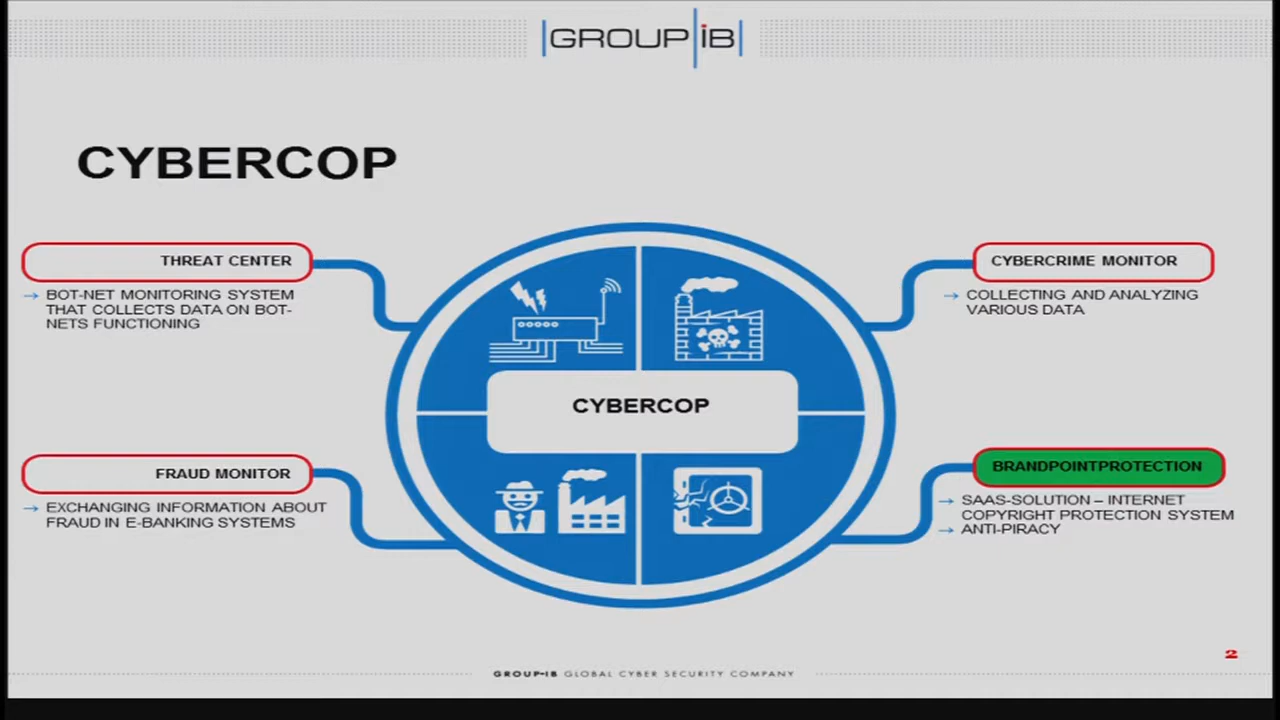 GROUP iB
CYBERCOP
THREAT CENTER
→ BOT-NET MONITORING SYSTEM
THAT COLLECTS DATA ON BOT-
NETS FUNCTIONING
CYBERCRIME MONITOR
→ COLLECTING AND ANALYZING
VARIOUS DATA
CYBERCOP
FRAUD MONITOR
→ EXCHANGING INFORMATION ABOUT
FRAUD IN E-BANKING SYSTEMS
BRANDPOINTPROTECTION
→ SAAS-SOLUTION – INTERNET
COPYRIGHT PROTECTION SYSTEM
→ ANTI-PIRACY
2
GROUP-IB GLOBAL CYBER SECURITY COMPANY